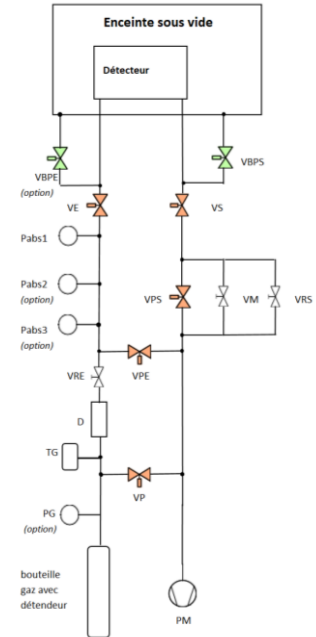 Enceinte sous vide
Détecteur
VBPE
(option)
VBPS
VE
VS
Pabs1
Pabs2
(option)
Pabs3
(option)
VPS
VM
VRS
VRE
VPE
D
TG
VP
PG
(option)
bouteille
gaz avec
détendeur
PM